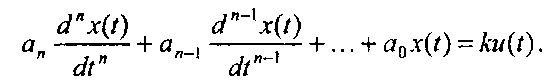 a_n d^n x(t)/dt^n + a_{n-1} d^{n-1} x(t)/dt^{n-1} + ... + a_0 x(t) = ku(t).